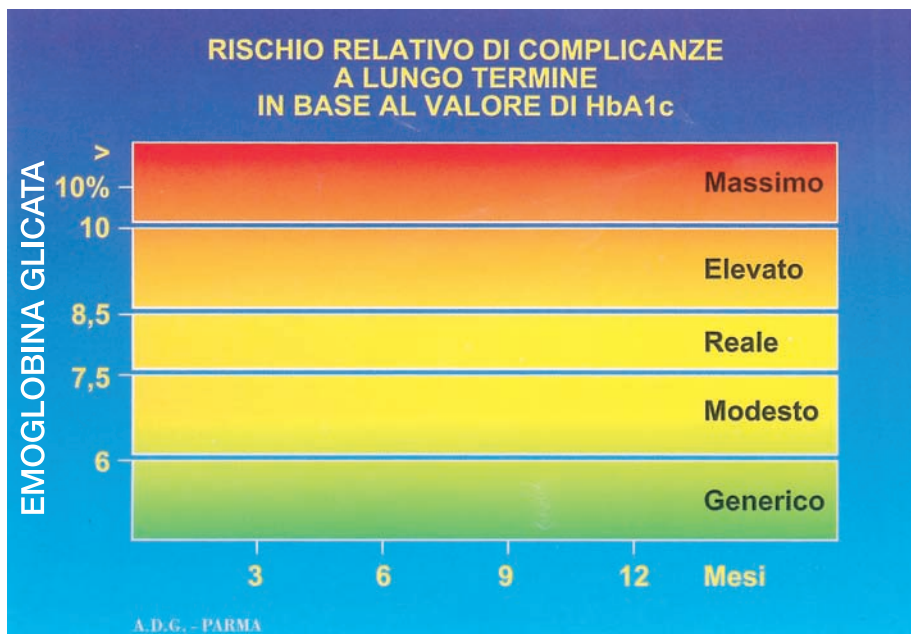 RISCHIO RELATIVO DI COMPLICANZE
A LUNGO TERMINE
IN BASE AL VALORE DI HbA1c
EMOGLOBINA GLICATA
>
10%
Massimo
10
Elevato
8,5
Reale
7,5
Modesto
6
Generico
3 6 9 12 Mesi
A.D.G. - PARMA